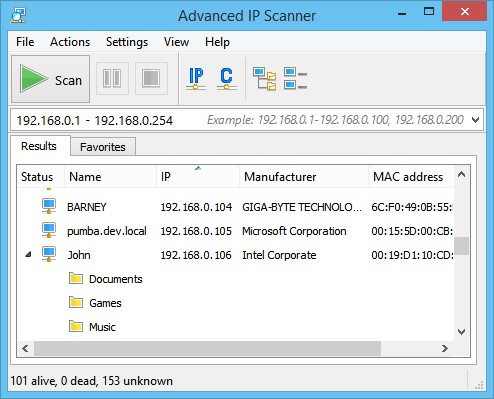 Advanced IP Scanner
File Actions Settings View Help
Scan IP C
192.168.0.1 - 192.168.0.254 Example: 192.168.0.1-192.168.0.100, 192.168.0.200
Results Favorites
Status Name IP Manufacturer MAC address
BARNEY 192.168.0.104 GIGA-BYTE TECHNOLO... 6C:F0:49:0B:55:
pumba.dev.local 192.168.0.105 Microsoft Corporation 00:15:5D:00:CB:
John 192.168.0.106 Intel Corporate 00:19:D1:10:CD:
Documents
Games
Music
101 alive, 0 dead, 153 unknown